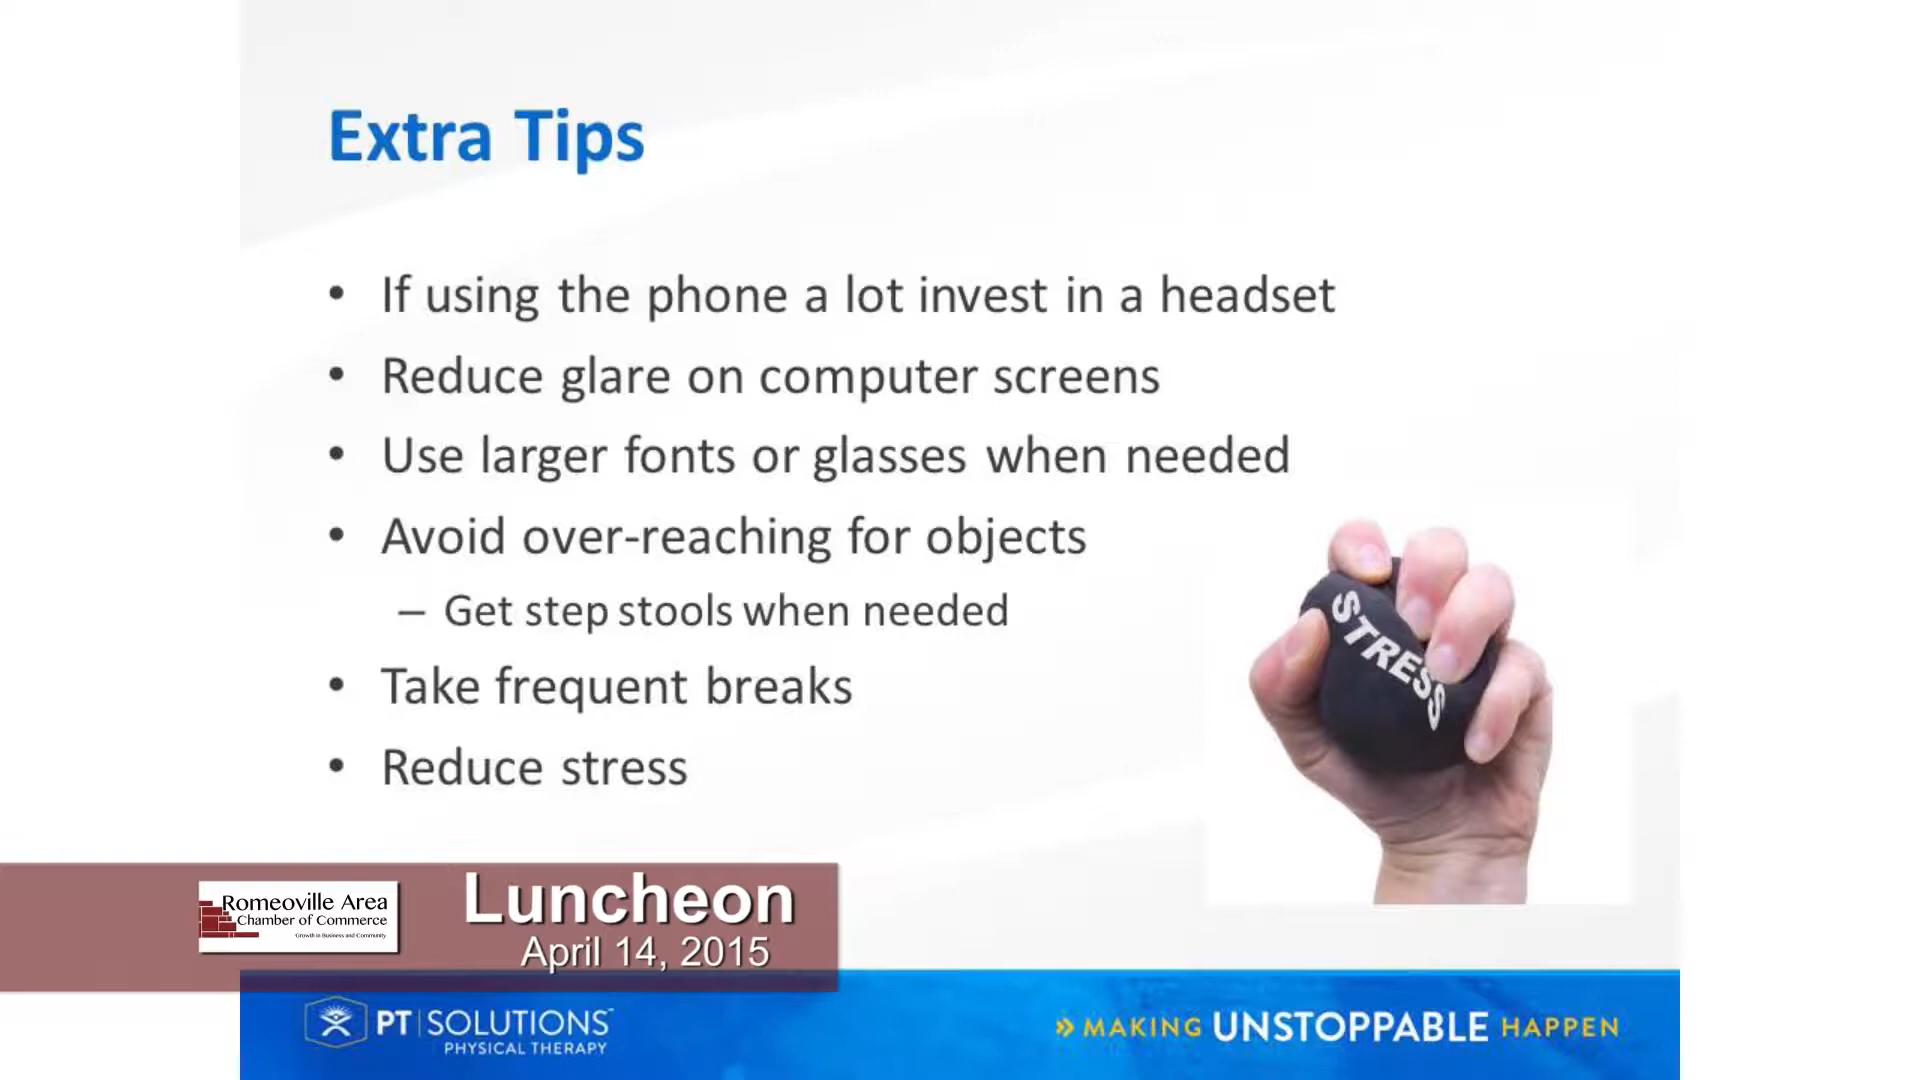 Extra Tips
• If using the phone a lot invest in a headset
• Reduce glare on computer screens
• Use larger fonts or glasses when needed
• Avoid over-reaching for objects
– Get step stools when needed
• Take frequent breaks
• Reduce stress
STRESS
Romeoville Area
Chamber of Commerce
Growth in Business and Community
Luncheon
April 14, 2015
PT SOLUTIONS
PHYSICAL THERAPY
» MAKING UNSTOPPABLE HAPPEN